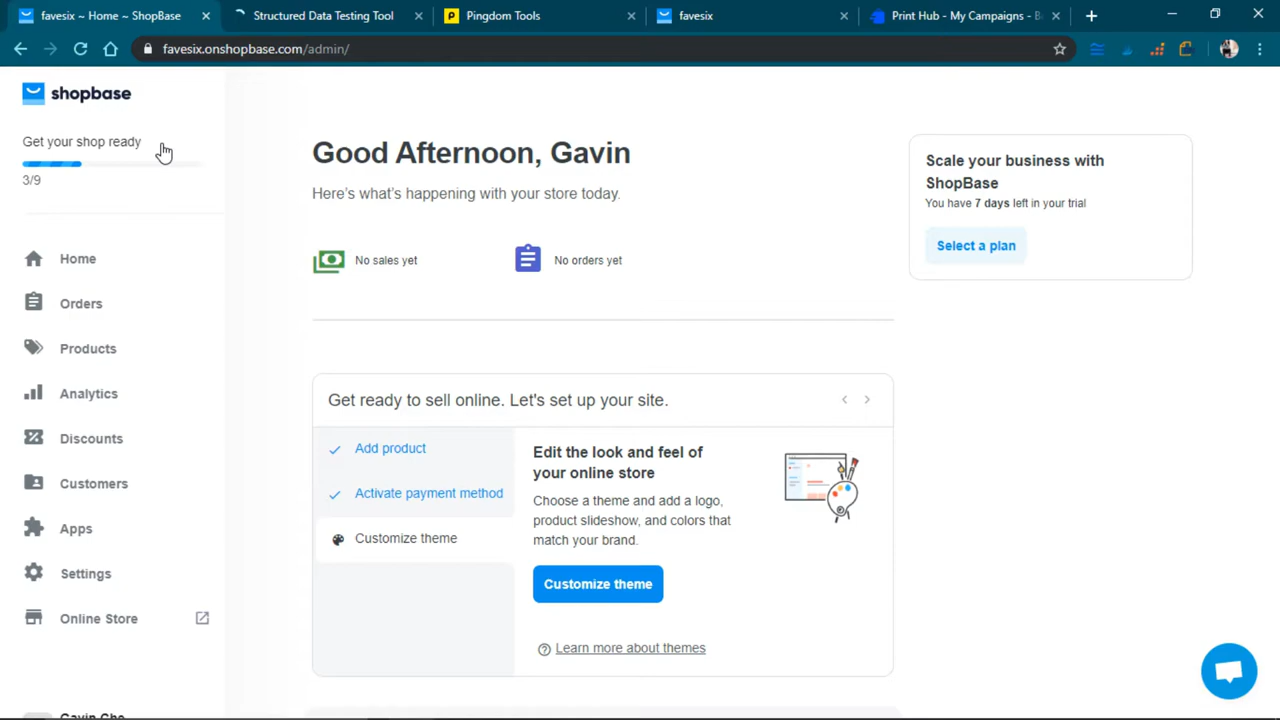 favesix ~ Home ~ ShopBase
Structured Data Testing Tool
Pingdom Tools
favesix
Print Hub - My Campaigns - B
favesix.onshopbase.com/admin/
shopbase
Get your shop ready
3/9
Home
Orders
Products
Analytics
Discounts
Customers
Apps
Settings
Online Store
Good Afternoon, Gavin
Here's what's happening with your store today.
No sales yet
No orders yet
Scale your business with
ShopBase
You have 7 days left in your trial
Select a plan
Get ready to sell online. Let's set up your site.
Add product
Activate payment method
Customize theme
Edit the look and feel of
your online store
Choose a theme and add a logo,
product slideshow, and colors that
match your brand.
Customize theme
Learn more about themes